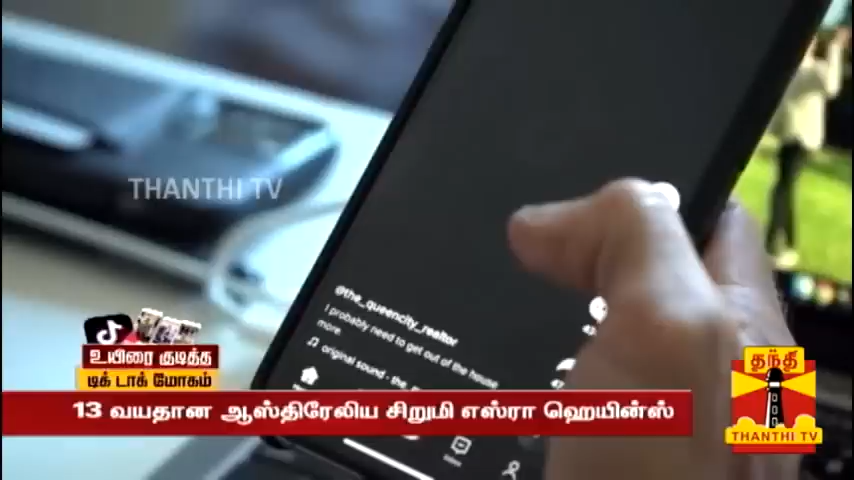 THANTHI TV
@the_queencity_realtor
I probably need to get out of the house
more.
original sound - the_
உயிரை குடித்த
டிக் டாக் மோகம்
13 வயதான ஆஸ்திரேலிய சிறுமி எஸ்ரா ஹெயின்ஸ்
தந்தி
THANTHI TV